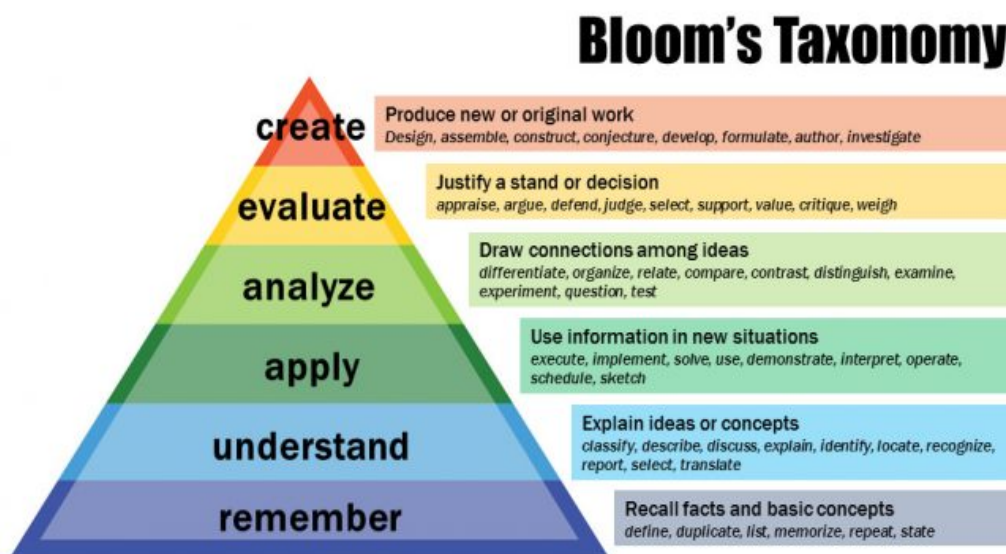 Bloom's Taxonomy
create
Produce new or original work
Design, assemble, construct, conjecture, develop, formulate, author, investigate
evaluate
Justify a stand or decision
appraise, argue, defend, judge, select, support, value, critique, weigh
analyze
Draw connections among ideas
differentiate, organize, relate, compare, contrast, distinguish, examine,
experiment, question, test
apply
Use information in new situations
execute, implement, solve, use, demonstrate, interpret, operate,
schedule, sketch
understand
Explain ideas or concepts
classify, describe, discuss, explain, identify, locate, recognize,
report, select, translate
remember
Recall facts and basic concepts
define, duplicate, list, memorize, repeat, state